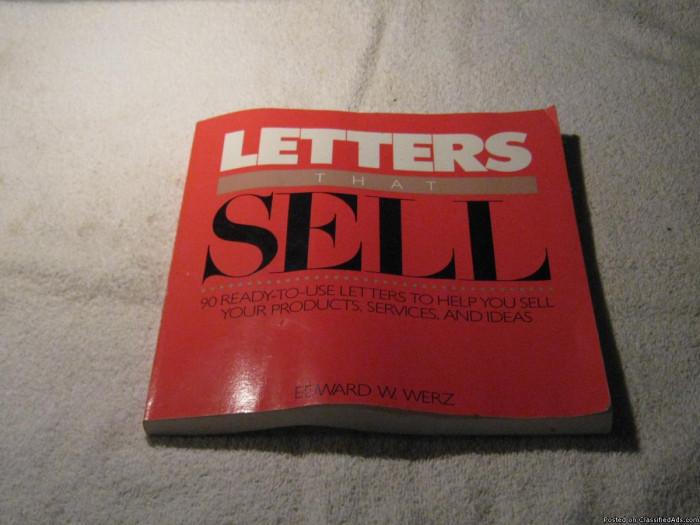 LETTERS
THAT
SELL
90 READY-TO-USE LETTERS TO HELP YOU SELL
YOUR PRODUCTS, SERVICES, AND IDEAS
EDWARD W. WERZ
Posted on ClassifiedAds.com